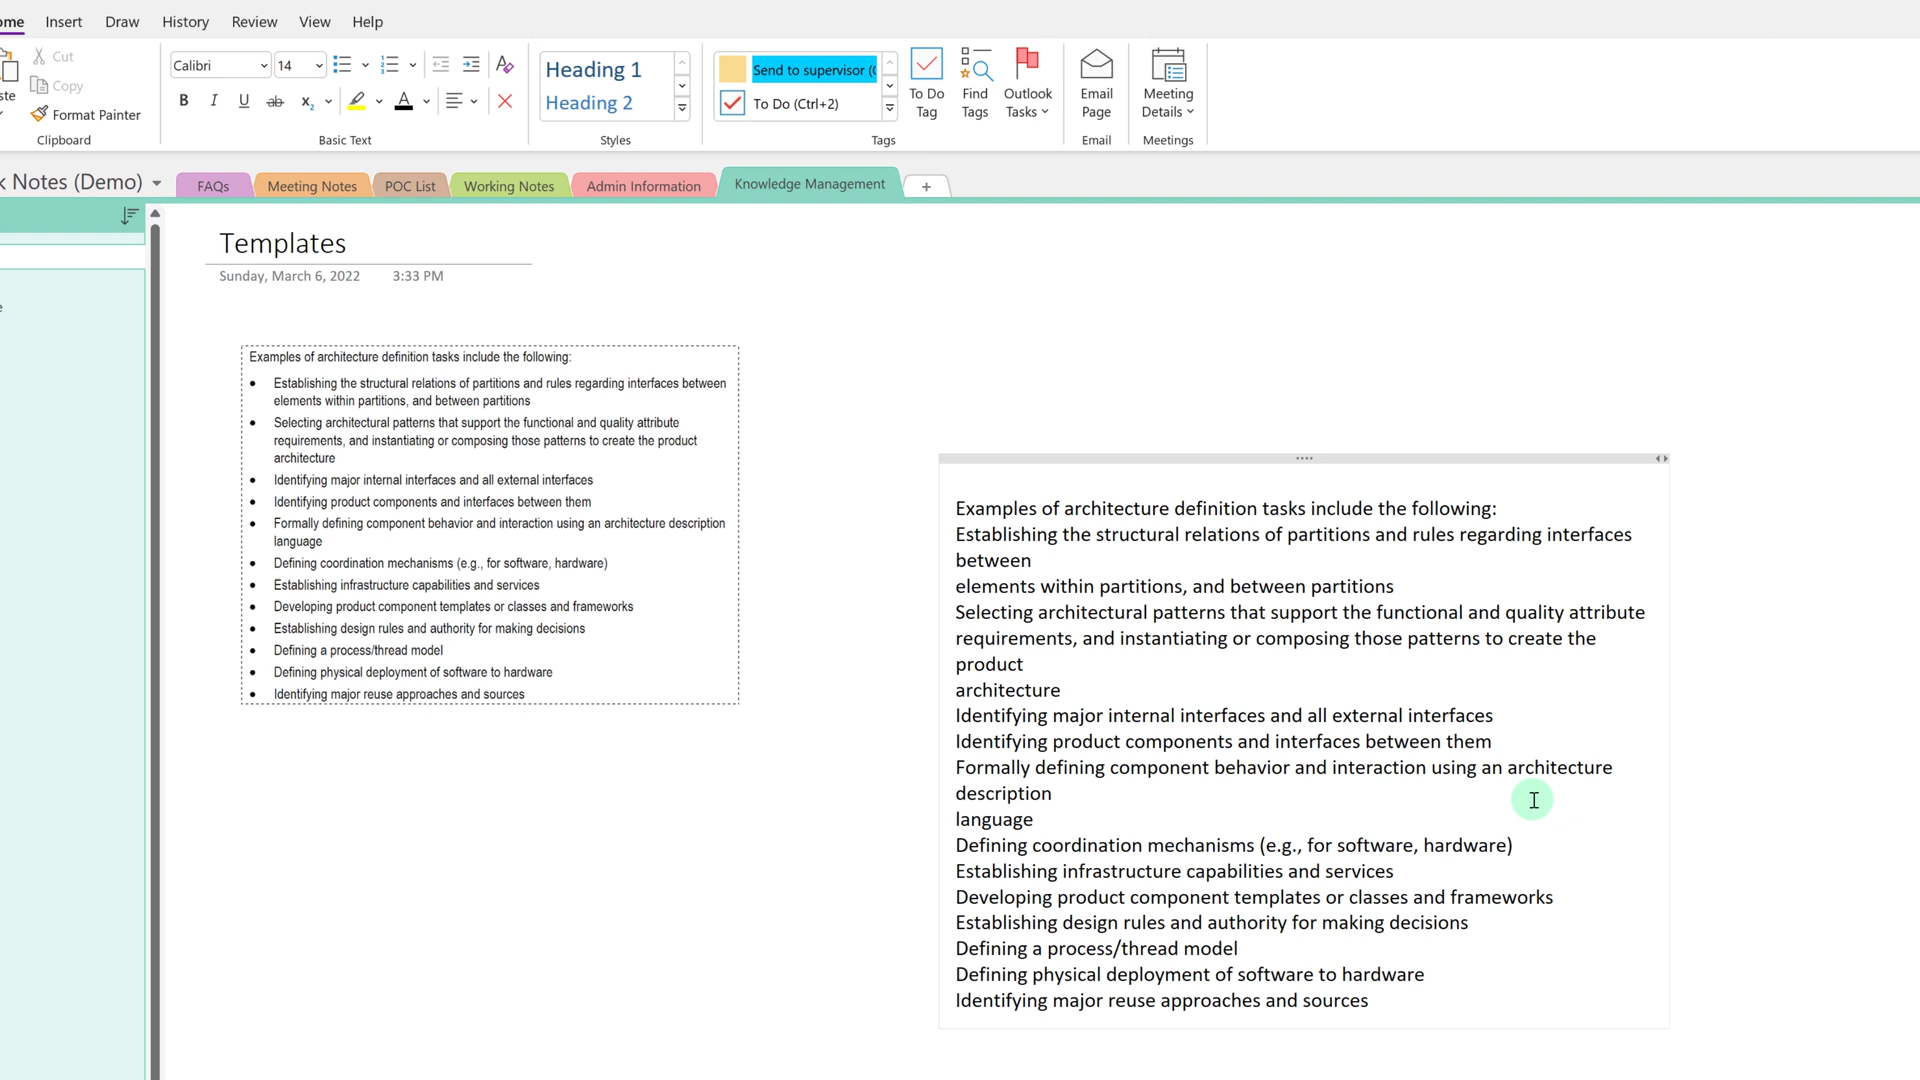 ome Insert Draw History Review View Help
Cut
Copy
ste
Format Painter
Clipboard
Calibri 14
Basic Text
Heading 1
Heading 2
Styles
Send to supervisor (
To Do (Ctrl+2)
Tags
To Do
Tag
Find
Tags
Outlook
Tasks
Email
Page
Email
Meeting
Details
Meetings
k Notes (Demo) FAQs Meeting Notes POC List Working Notes Admin Information Knowledge Management +
Templates
Sunday, March 6, 2022 3:33 PM
e
Examples of architecture definition tasks include the following:
• Establishing the structural relations of partitions and rules regarding interfaces between
elements within partitions, and between partitions
• Selecting architectural patterns that support the functional and quality attribute
requirements, and instantiating or composing those patterns to create the product
architecture
• Identifying major internal interfaces and all external interfaces
• Identifying product components and interfaces between them
• Formally defining component behavior and interaction using an architecture description
language
• Defining coordination mechanisms (e.g., for software, hardware)
• Establishing infrastructure capabilities and services
• Developing product component templates or classes and frameworks
• Establishing design rules and authority for making decisions
• Defining a process/thread model
• Defining physical deployment of software to hardware
• Identifying major reuse approaches and sources
Examples of architecture definition tasks include the following:
Establishing the structural relations of partitions and rules regarding interfaces
between
elements within partitions, and between partitions
Selecting architectural patterns that support the functional and quality attribute
requirements, and instantiating or composing those patterns to create the
product
architecture
Identifying major internal interfaces and all external interfaces
Identifying product components and interfaces between them
Formally defining component behavior and interaction using an architecture
description
language
Defining coordination mechanisms (e.g., for software, hardware)
Establishing infrastructure capabilities and services
Developing product component templates or classes and frameworks
Establishing design rules and authority for making decisions
Defining a process/thread model
Defining physical deployment of software to hardware
Identifying major reuse approaches and sources